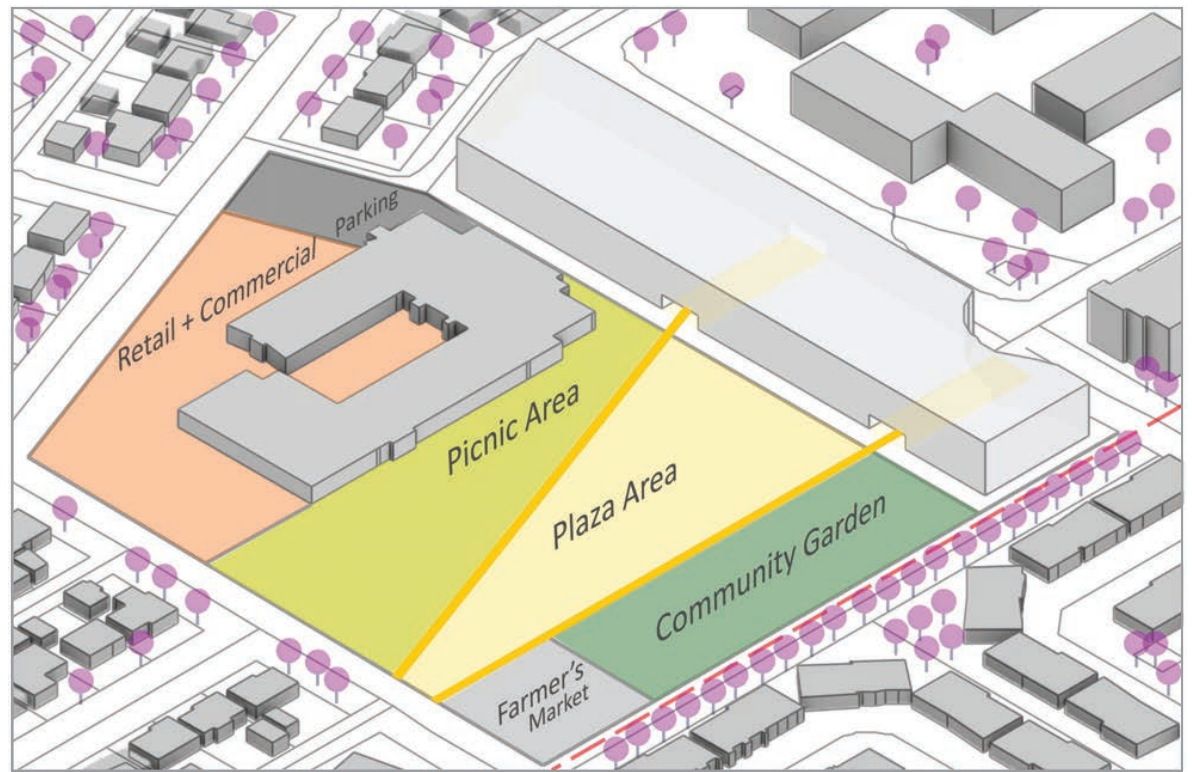 Parking
Retail + Commercial
Picnic Area
Plaza Area
Community Garden
Farmer's
Market